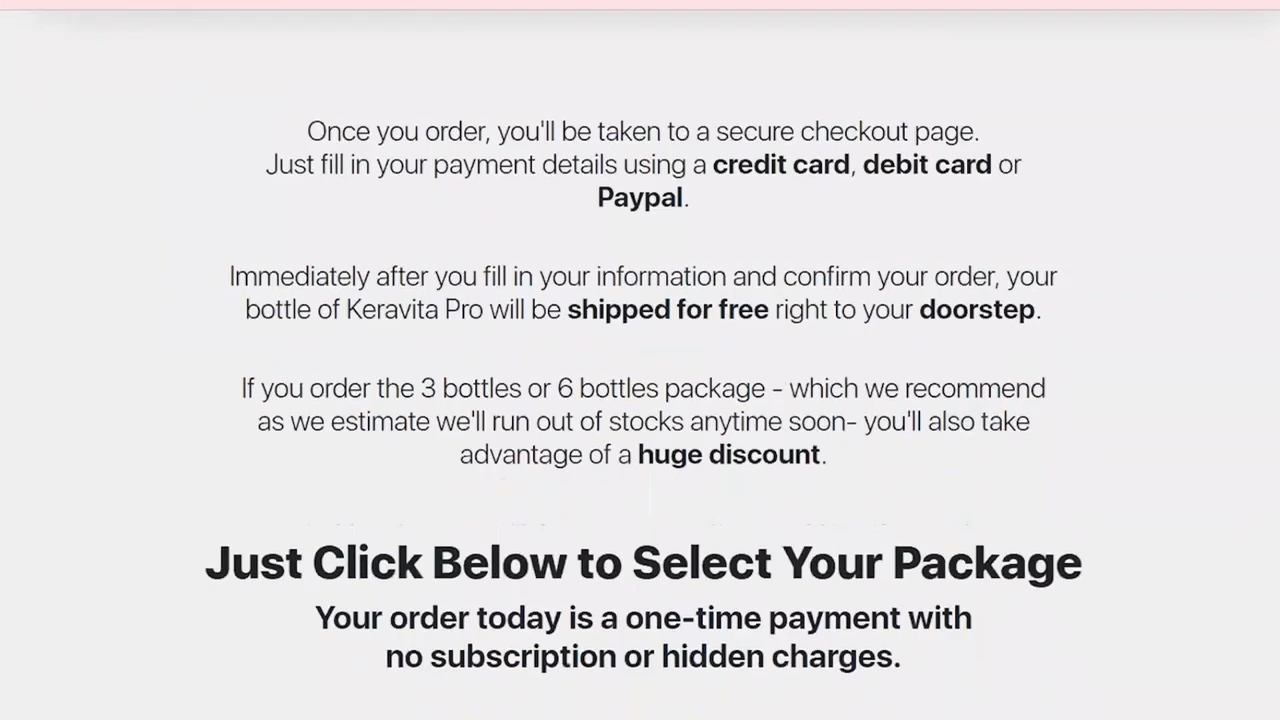 Once you order, you'll be taken to a secure checkout page.
Just fill in your payment details using a credit card, debit card or
Paypal.
Immediately after you fill in your information and confirm your order, your
bottle of Keravita Pro will be shipped for free right to your doorstep.
If you order the 3 bottles or 6 bottles package - which we recommend
as we estimate we'll run out of stocks anytime soon- you'll also take
advantage of a huge discount.
Just Click Below to Select Your Package
Your order today is a one-time payment with
no subscription or hidden charges.